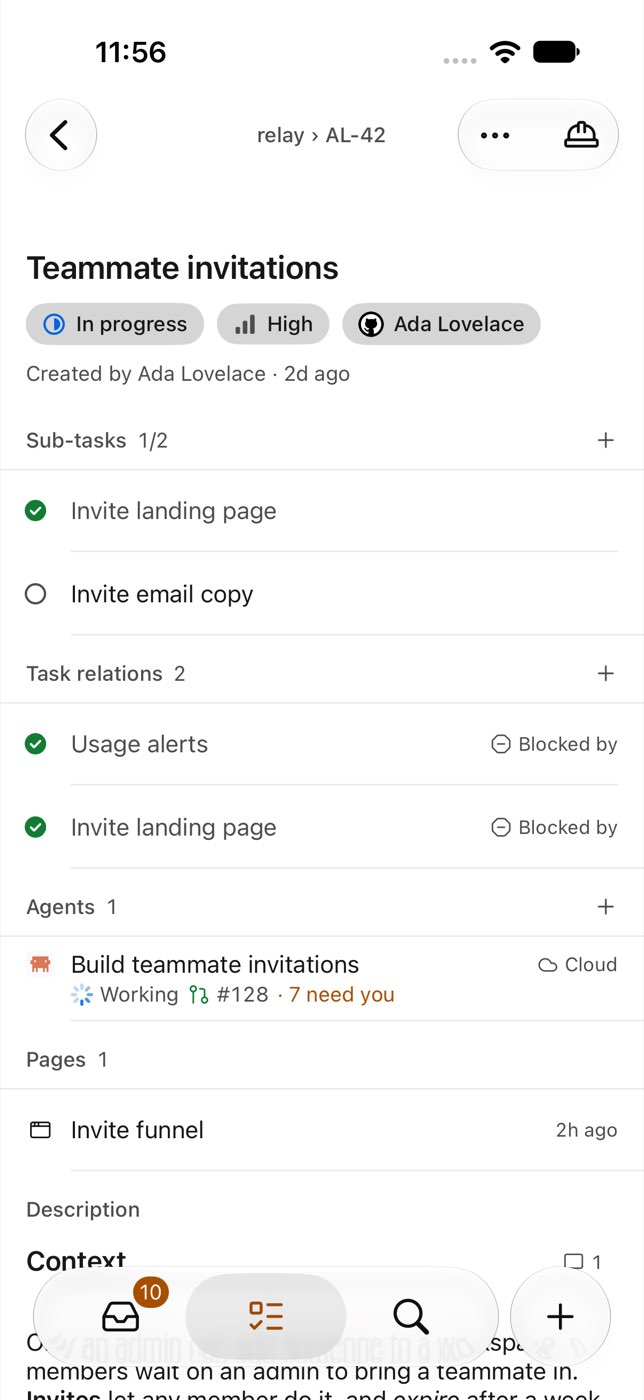 11:56
relay › AL-42
Teammate invitations
In progress
High
Ada Lovelace
Created by Ada Lovelace · 2d ago
Sub-tasks 1/2
Invite landing page
Invite email copy
Task relations 2
Usage alerts
Blocked by
Invite landing page
Blocked by
Agents 1
Build teammate invitations
Cloud
Working #128 · 7 need you
Pages 1
Invite funnel
2h ago
Description
Context
1
10
an admin
members wait on an admin to bring a teammate in.
Invites let any member do it, and expire after a week